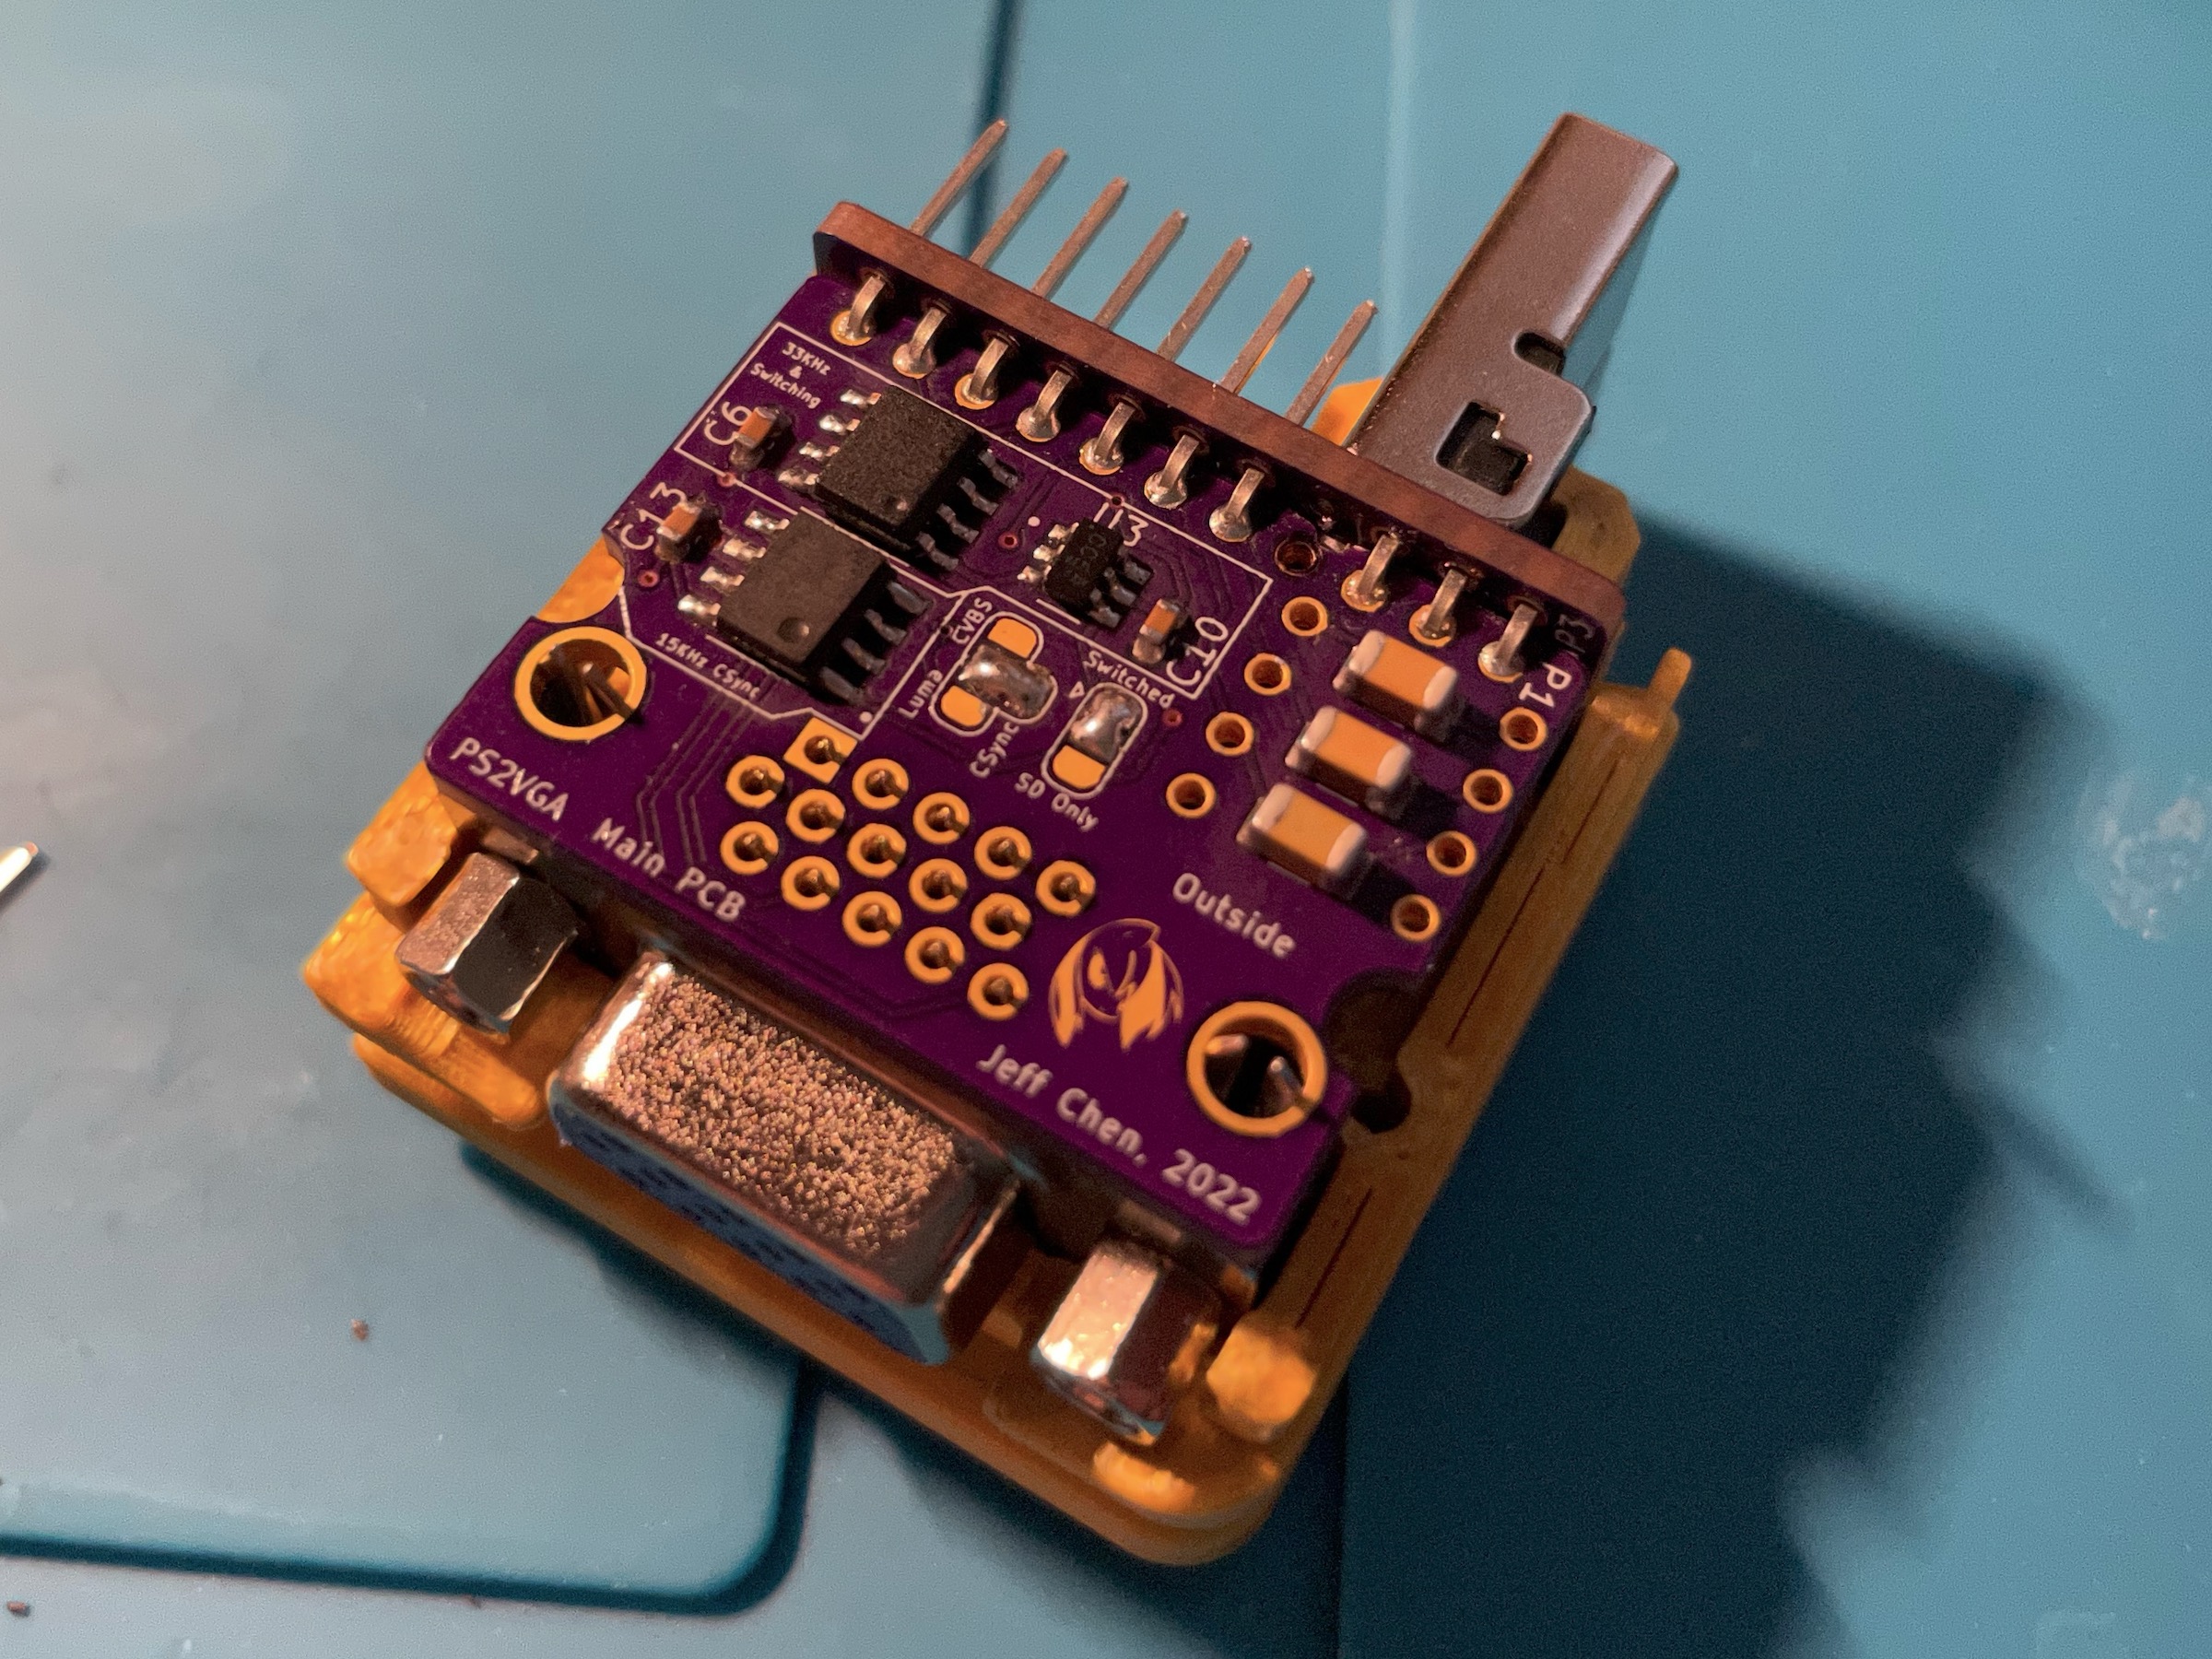 33KHz
&
Switching
C6
C13
U3
15KHz CSync
CVBS
Luma
CSync
Switched
SD Only
C10
JP3
P1
Outside
PS2VGA
Main PCB
Jeff Chen, 2022